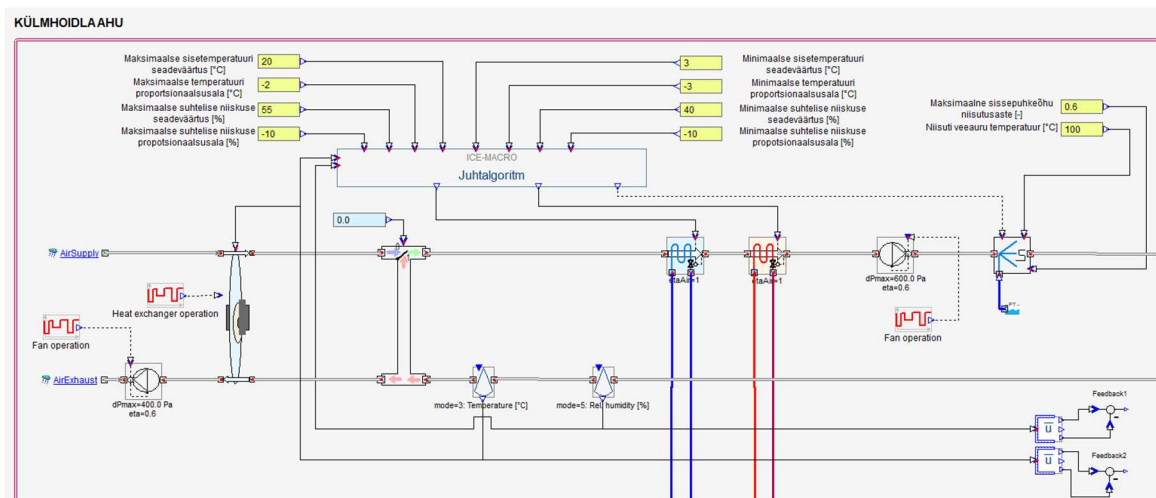 KÜLMHOIDLAAHU
Maksimaalse sisetemperatuuri
seadeväärtus [°C]
20
Maksimaalse temperatuuri
proportsionaalsusala [°C]
-2
Maksimaalse suhtelise niiskuse
seadeväärtus [%]
55
Maksimaalse suhtelise niiskuse
propotsionaalsusala [%]
-10
3
Minimaalse sisetemperatuuri
seadeväärtus [°C]
-3
Minimaalse temperatuuri
proportsionaalsusala [°C]
40
Minimaalse suhtelise niiskuse
seadeväärtus [%]
-10
Minimaalse suhtelise niiskuse
propotsionaalsusala [%]
Maksimaalne sissepuhkeõhu
niisutusaste [-]
0.6
Niisuti veeauru temperatuur [°C]
100
ICE-MACRO
Juhtalgoritm
0.0
AirSupply
etaAir=1
etaAir=1
dPmax=600.0 Pa
eta=0.6
Heat exchanger operation
Fan operation
Fan operation
AirExhaust
dPmax=400.0 Pa
eta=0.6
mode=3: Temperature [°C]
mode=5: Rel. humidity [%]
Feedback1
u
Feedback2
u